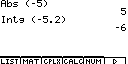 Abs (-5)
5
Intg (-5.2)
-6
LIST MAT CPLX CALC NUM ▷